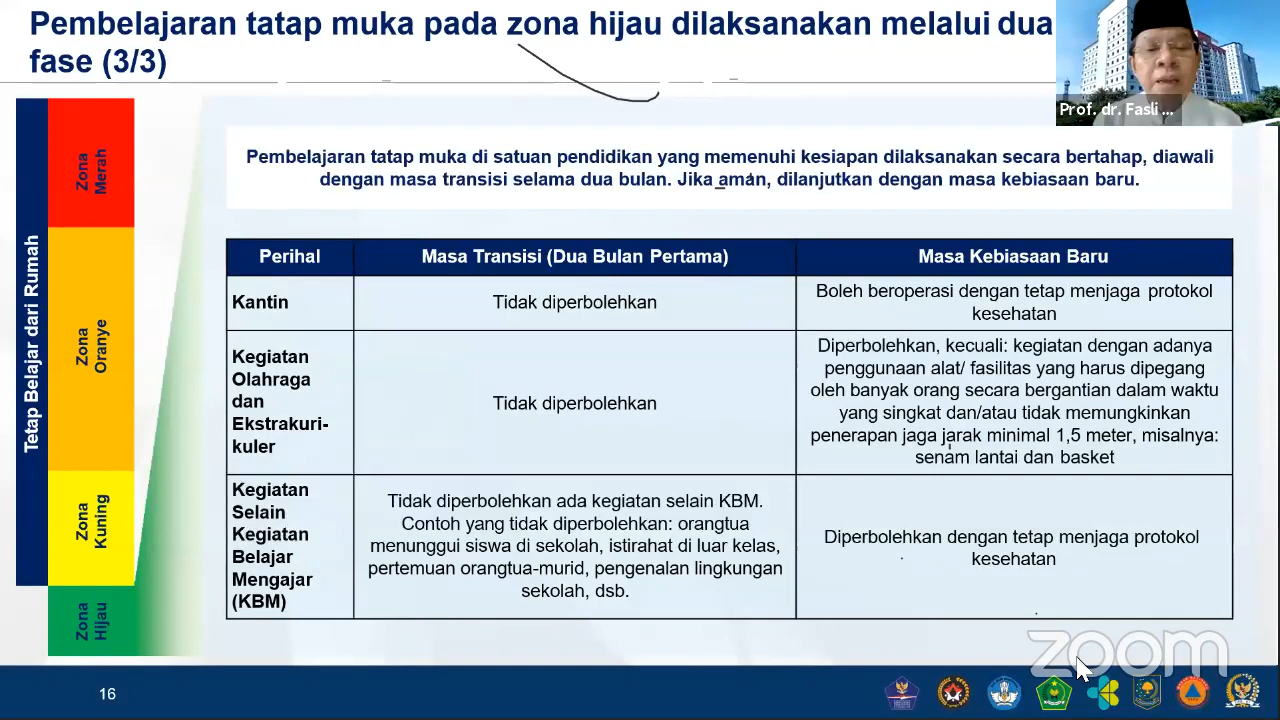 Pembelajaran tatap muka pada zona hijau dilaksanakan melalui dua
fase (3/3)
Prof. dr. Fasli ...
Tetap Belajar dari Rumah
Zona
Merah
Zona
Oranye
Zona
Kuning
Zona
Hijau
Pembelajaran tatap muka di satuan pendidikan yang memenuhi kesiapan dilaksanakan secara bertahap, diawali
dengan masa transisi selama dua bulan. Jika aman, dilanjutkan dengan masa kebiasaan baru.
Perihal
Masa Transisi (Dua Bulan Pertama)
Masa Kebiasaan Baru
Kantin
Tidak diperbolehkan
Boleh beroperasi dengan tetap menjaga protokol
kesehatan
Kegiatan
Olahraga
dan
Ekstrakuri-
kuler
Tidak diperbolehkan
Diperbolehkan, kecuali: kegiatan dengan adanya
penggunaan alat/ fasilitas yang harus dipegang
oleh banyak orang secara bergantian dalam waktu
yang singkat dan/atau tidak memungkinkan
penerapan jaga jarak minimal 1,5 meter, misalnya:
senam lantai dan basket
Kegiatan
Selain
Kegiatan
Belajar
Mengajar
(KBM)
Tidak diperbolehkan ada kegiatan selain KBM.
Contoh yang tidak diperbolehkan: orangtua
menunggui siswa di sekolah, istirahat di luar kelas,
pertemuan orangtua-murid, pengenalan lingkungan
sekolah, dsb.
Diperbolehkan dengan tetap menjaga protokol
kesehatan
zoom
16